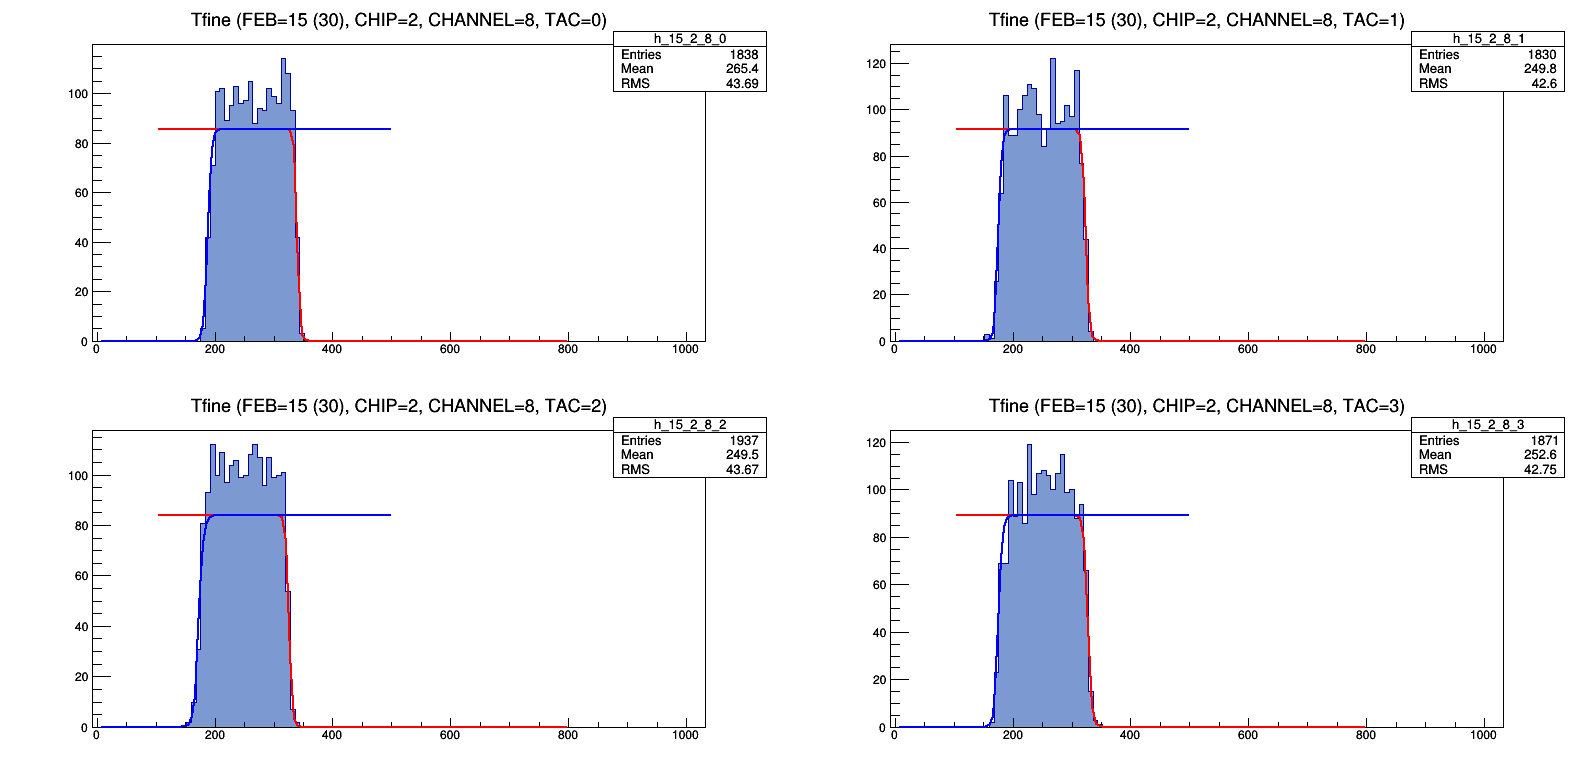 Tfine (FEB=15 (30), CHIP=2, CHANNEL=8, TAC=0)
h_15_2_8_0
Entries 1838
Mean 265.4
RMS 43.69
100
80
60
40
20
0
0 200 400 600 800 1000
Tfine (FEB=15 (30), CHIP=2, CHANNEL=8, TAC=1)
h_15_2_8_1
Entries 1830
Mean 249.8
RMS 42.6
120
100
80
60
40
20
0
0 200 400 600 800 1000
Tfine (FEB=15 (30), CHIP=2, CHANNEL=8, TAC=2)
h_15_2_8_2
Entries 1937
Mean 249.5
RMS 43.67
100
80
60
40
20
0
0 200 400 600 800 1000
Tfine (FEB=15 (30), CHIP=2, CHANNEL=8, TAC=3)
h_15_2_8_3
Entries 1871
Mean 252.6
RMS 42.75
120
100
80
60
40
20
0
0 200 400 600 800 1000